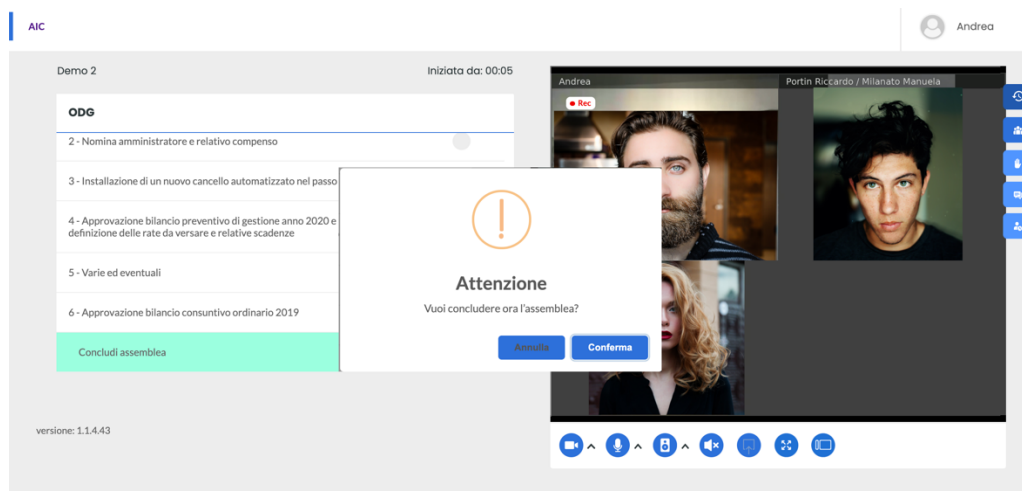 AIC
Andrea
Demo 2
Iniziata da: 00:05
ODG
2 - Nomina amministratore e relativo compenso
3 - Installazione di un nuovo cancello automatizzato nel passo
4 - Approvazione bilancio preventivo di gestione anno 2020 e
definizione delle rate da versare e relative scadenze
5 - Varie ed eventuali
6 - Approvazione bilancio consuntivo ordinario 2019
Concludi assemblea
versione: 1.1.4.43
Attenzione
Vuoi concludere ora l'assemblea?
Annulla
Conferma
Andrea
Portin Riccardo / Milanato Manuela
Rec